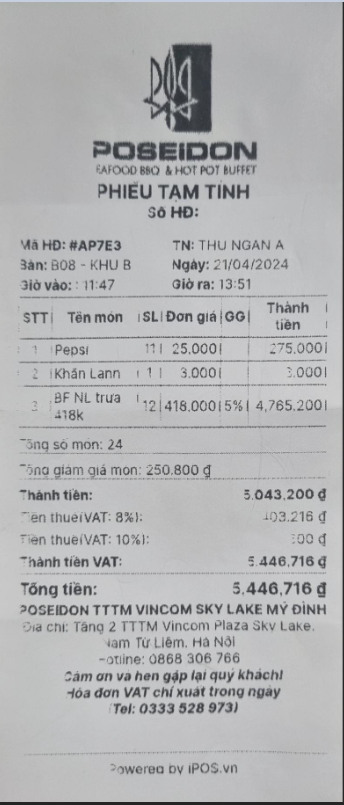 POSEIDON
EAFOOD BBQ & HOT POT BUFFET
PHIẾU TẠM TÍNH
Số HĐ:
Mã HĐ: #AP7E3 TN: THU NGAN A
Bàn: B08 - KHU B Ngày: 21/04/2024
Giờ vào: : 11:47 Giờ ra: 13:51
STT Tên món SL Đơn giá GG Thành tiền
1 Pepsi 11 25.000 275.000
2 Khăn Lạnn 1 3.000 3.000
3 BF NL trưa 418k 12 418.000 5% 4,765.200
Tổng số món: 24
Tổng giảm giá món: 250.800 ₫
Thành tiền: 5.043,200 ₫
Tiền thuế(VAT: 8%): 403.216 ₫
Tiền thuế(VAT: 10%): 300 ₫
Thành tiền VAT: 5.446,716 ₫
Tổng tiền: 5.446,716 ₫
POSEIDON TTTM VINCOM SKY LAKE MỸ ĐÌNH
Địa chỉ: Tầng 2 TTTM Vincom Plaza Sky Lake,
Nam Từ Liêm, Hà Nội
Hotline: 0868 306 766
Cảm ơn và hẹn gặp lại quý khách!
Hóa đơn VAT chỉ xuất trong ngày
(Tel: 0333 528 973)
Powered by iPOS.vn